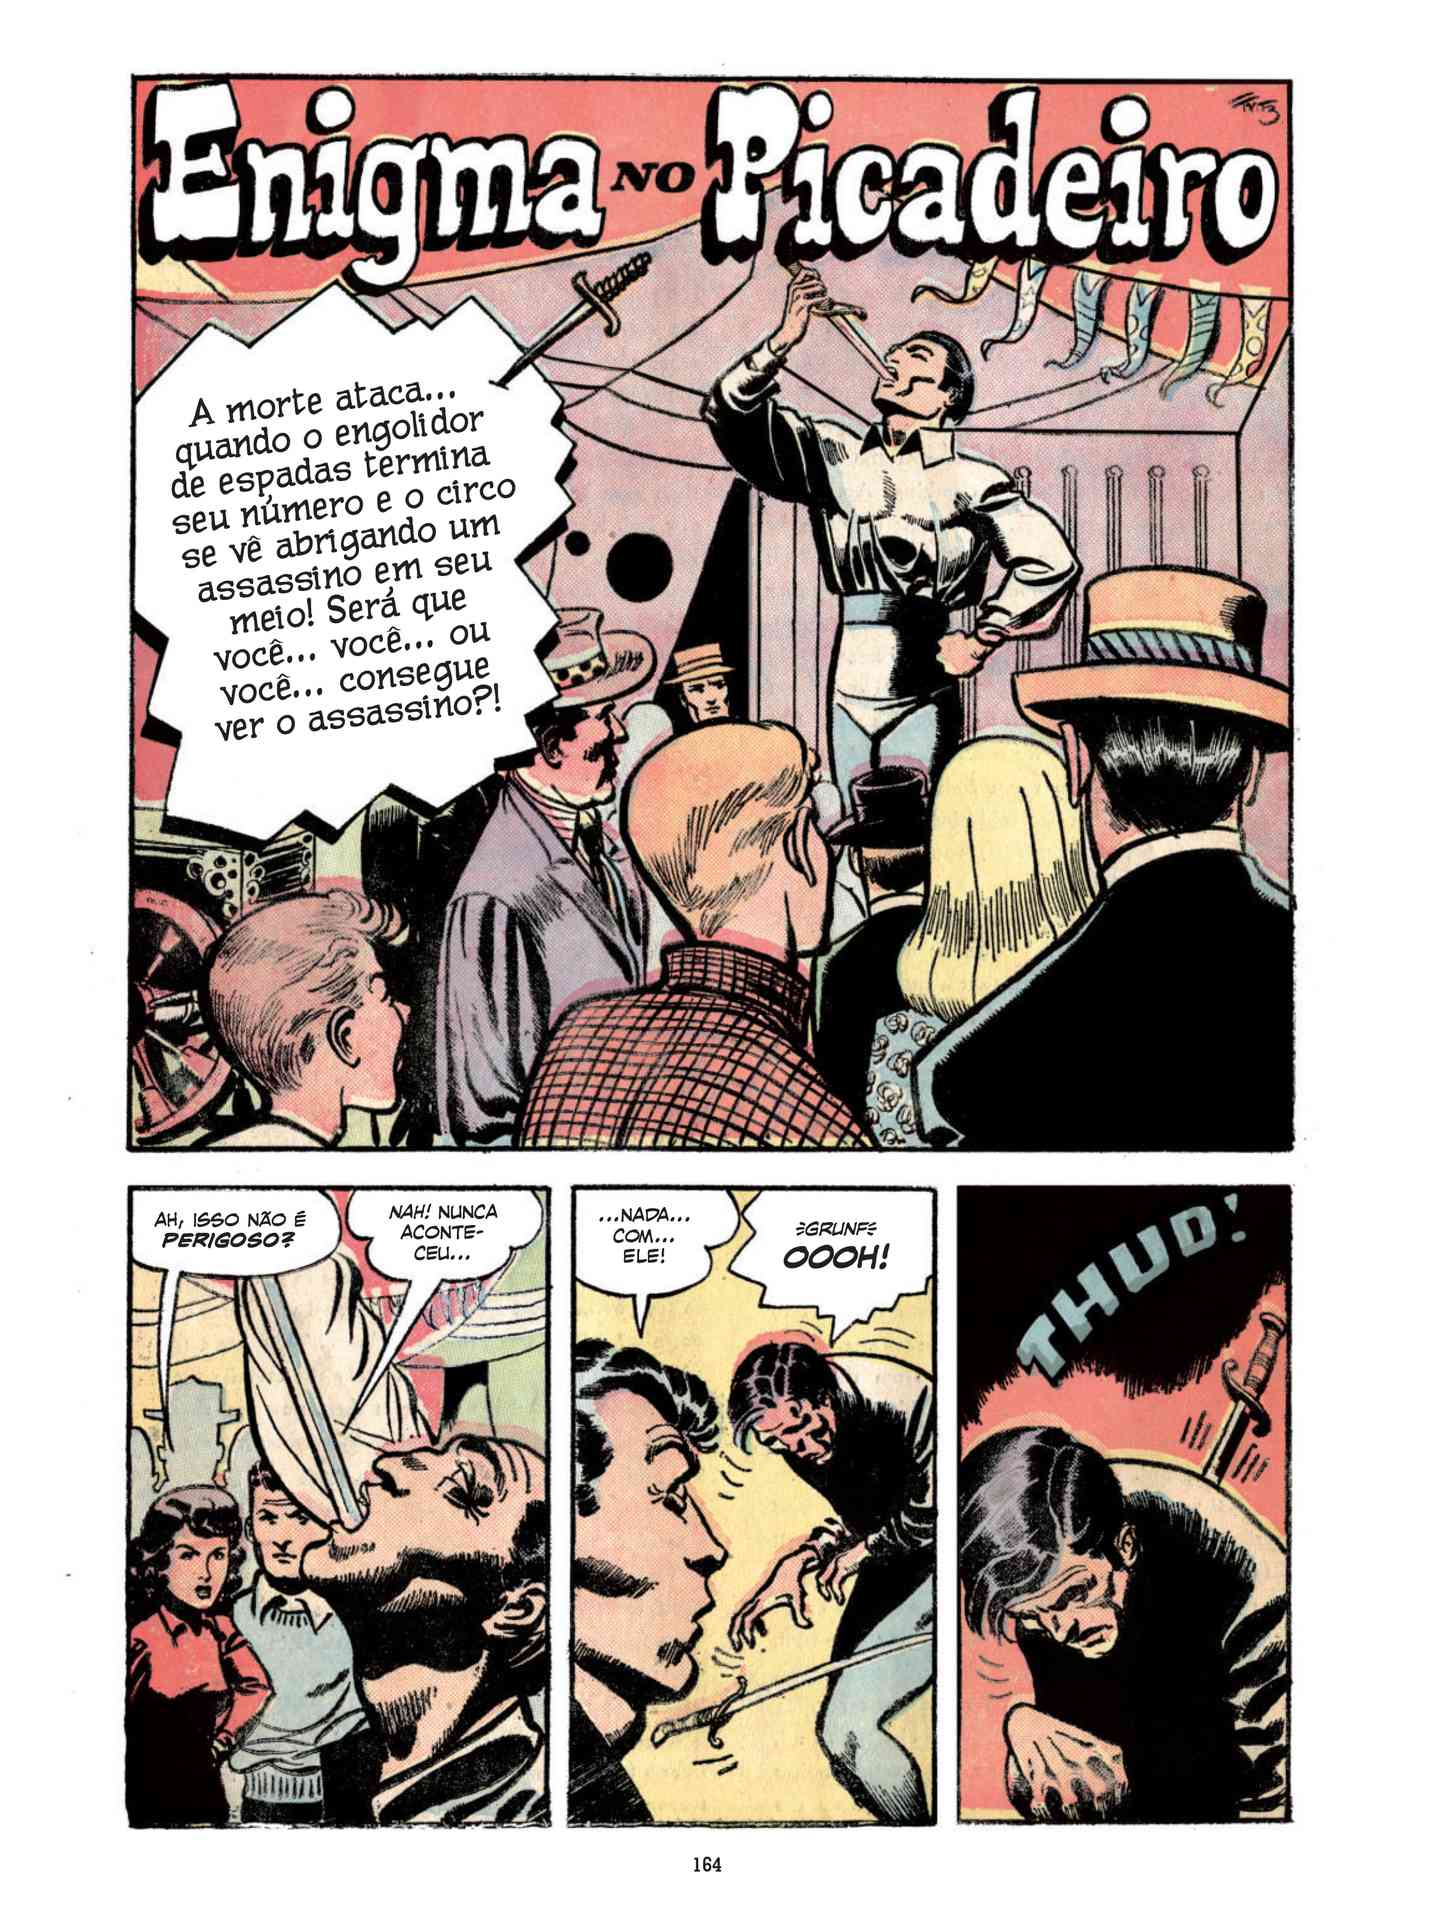 Enigma NO Picadeiro
A morte ataca...
quando o engolidor
de espadas termina
seu número e o circo
se vê abrigando um
assassino em seu
meio! Será que
você... você... ou
você... consegue
ver o assassino?!
AH, ISSO NÃO É
PERIGOSO?
NAH! NUNCA
ACONTE-
CEU...
...NADA...
COM...
ELE!
GRUNF
OOOH!
THUD!
164